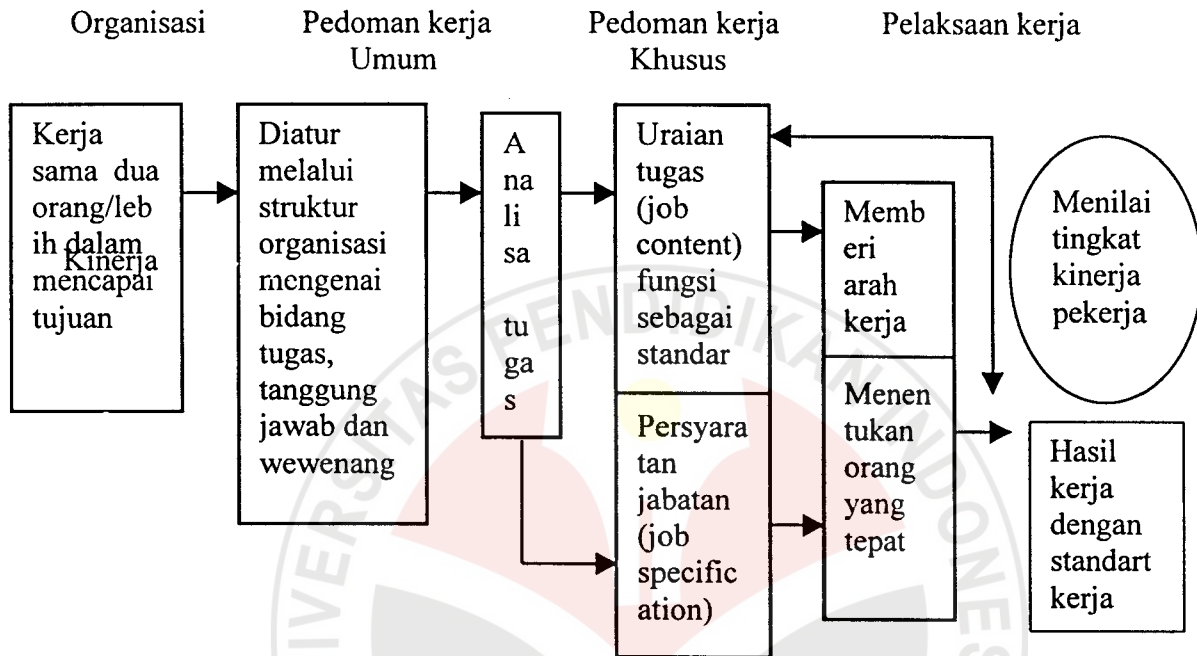 Organisasi
Pedoman kerja
Umum
Pedoman kerja
Khusus
Pelaksaan kerja
Kerja
sama dua
orang/leb
ih dalam
Kinerja
mencapai
tujuan
Diatur
melalui
struktur
organisasi
mengenai
bidang
tugas,
tanggung
jawab dan
wewenang
A
na
li
sa
tu
ga
s
Uraian
tugas
(job
content)
fungsi
sebagai
standar
Persyara
tan
jabatan
(job
specific
ation)
Memb
eri
arah
kerja
Menen
tukan
orang
yang
tepat
Menilai
tingkat
kinerja
pekerja
Hasil
kerja
dengan
standart
kerja
IVERSITAS PENDIDIKAN INDONES